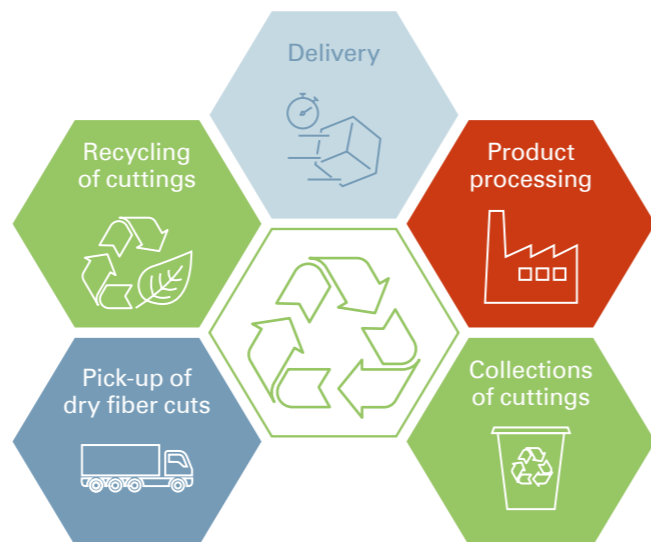 Delivery
Recycling
of cuttings
Product
processing
Pick-up of
dry fiber cuts
Collections
of cuttings